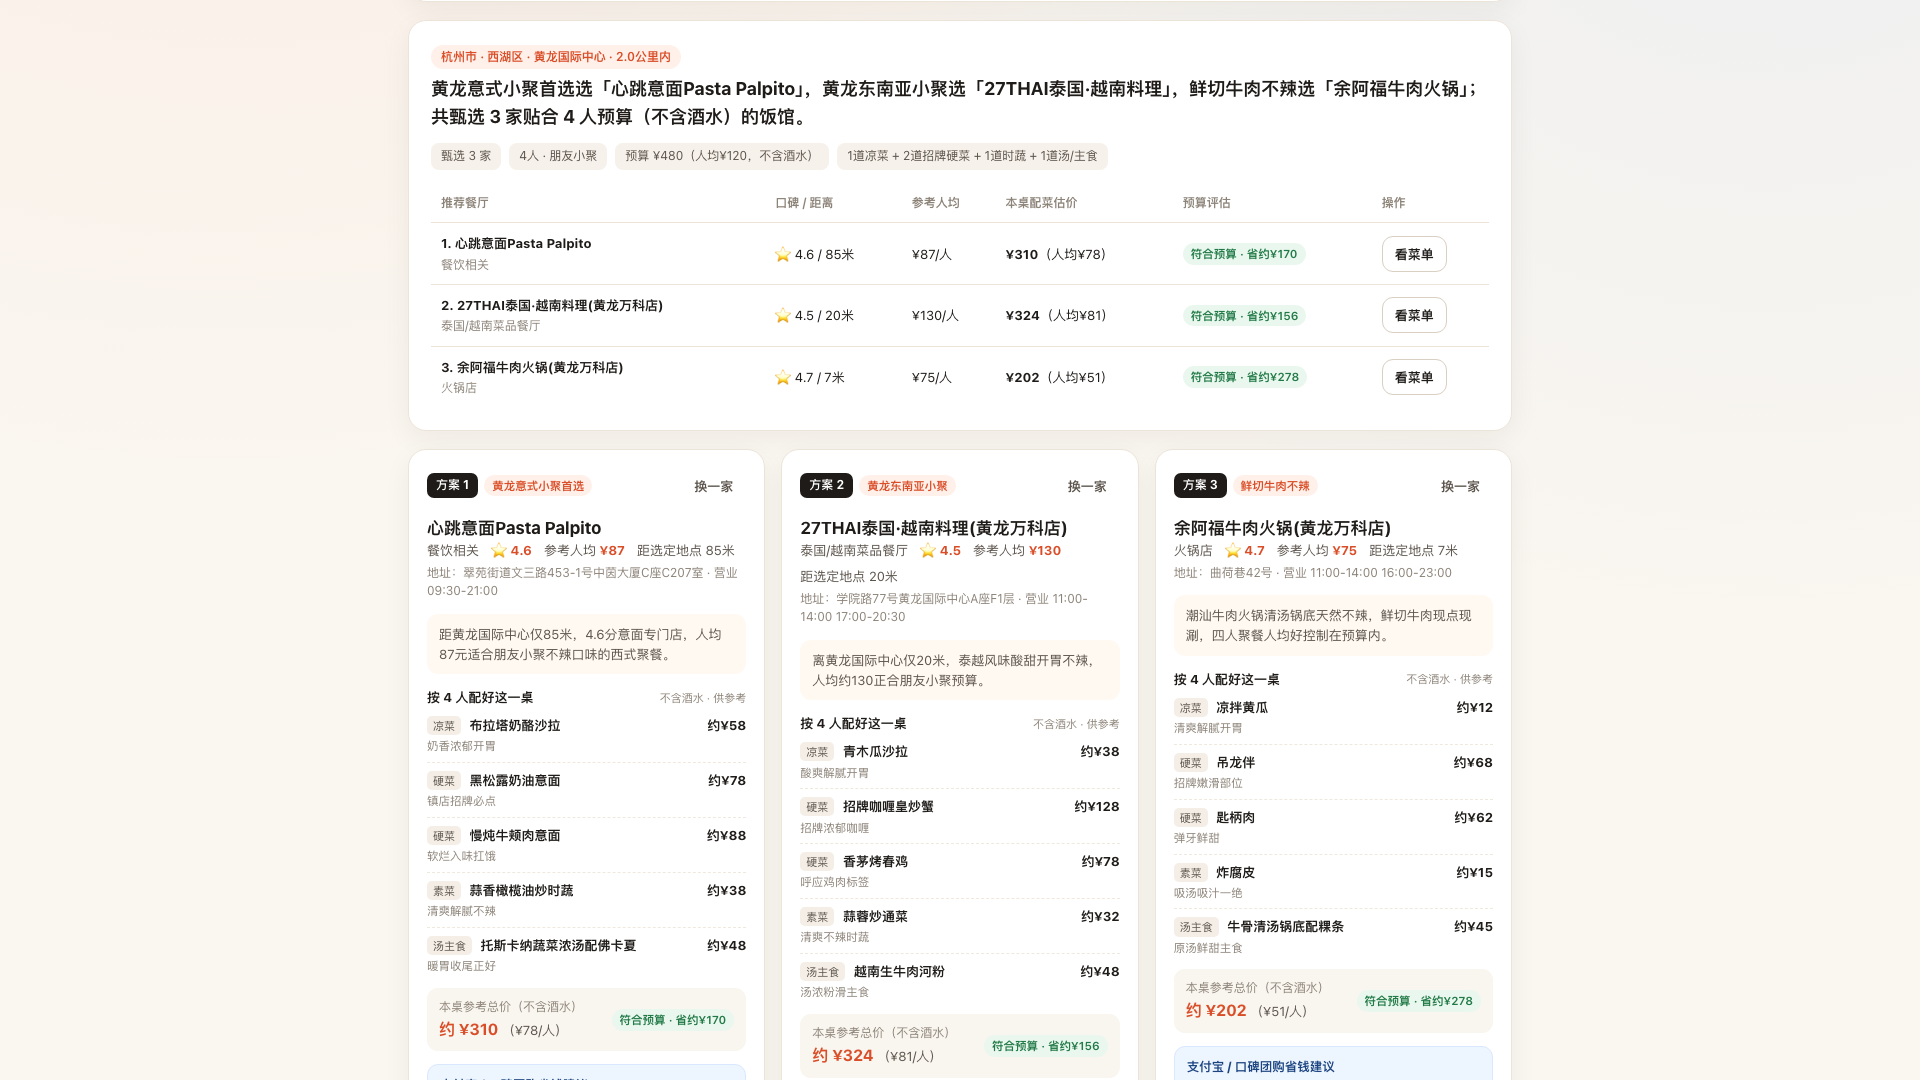 杭州市 · 西湖区 · 黄龙国际中心 · 2.0公里内
黄龙意式小聚首选选「心跳意面Pasta Palpito」，黄龙东南亚小聚选「27THAI泰国·越南料理」，鲜切牛肉不辣选「余阿福牛肉火锅」；
共甄选 3 家贴合 4 人预算（不含酒水）的饭馆。
甄选 3 家 4人 · 朋友小聚 预算 ¥480（人均¥120，不含酒水） 1道凉菜 + 2道招牌硬菜 + 1道时蔬 + 1道汤/主食
推荐餐厅 口碑 / 距离 参考人均 本桌配菜估价 预算评估 操作
1. 心跳意面Pasta Palpito
餐饮相关
⭐ 4.6 / 85米 ¥87/人 ¥310（人均¥78） 符合预算 · 省约¥170 看菜单
2. 27THAI泰国·越南料理(黄龙万科店)
泰国/越南菜品餐厅
⭐ 4.5 / 20米 ¥130/人 ¥324（人均¥81） 符合预算 · 省约¥156 看菜单
3. 余阿福牛肉火锅(黄龙万科店)
火锅店
⭐ 4.7 / 7米 ¥75/人 ¥202（人均¥51） 符合预算 · 省约¥278 看菜单
方案 1 黄龙意式小聚首选 换一家
心跳意面Pasta Palpito
餐饮相关 ⭐ 4.6 参考人均 ¥87 距选定地点 85米
地址：翠苑街道文三路453-1号中茵大厦C座C207室 · 营业
09:30-21:00
距黄龙国际中心仅85米，4.6分意面专门店，人均
87元适合朋友小聚不辣口味的西式聚餐。
按 4 人配好这一桌 不含酒水 · 供参考
凉菜 布拉塔奶酪沙拉 约¥58
奶香浓郁开胃
硬菜 黑松露奶油意面 约¥78
镇店招牌必点
硬菜 慢炖牛颊肉意面 约¥88
软烂入味扛饿
素菜 蒜香橄榄油炒时蔬 约¥38
清爽解腻不辣
汤主食 托斯卡纳蔬菜浓汤配佛卡夏 约¥48
暖胃收尾正好
本桌参考总价（不含酒水）
约 ¥310 （¥78/人） 符合预算 · 省约¥170
方案 2 黄龙东南亚小聚 换一家
27THAI泰国·越南料理(黄龙万科店)
泰国/越南菜品餐厅 ⭐ 4.5 参考人均 ¥130
距选定地点 20米
地址：学院路77号黄龙国际中心A座F1层 · 营业 11:00-
14:00 17:00-20:30
离黄龙国际中心仅20米，泰越风味酸甜开胃不辣，
人均约130正合朋友小聚预算。
按 4 人配好这一桌 不含酒水 · 供参考
凉菜 青木瓜沙拉 约¥38
酸爽解腻开胃
硬菜 招牌咖喱皇炒蟹 约¥128
招牌浓郁咖喱
硬菜 香茅烤春鸡 约¥78
呼应鸡肉标签
素菜 蒜蓉炒通菜 约¥32
清爽不辣时蔬
汤主食 越南生牛肉河粉 约¥48
汤浓粉滑主食
本桌参考总价（不含酒水）
约 ¥324 （¥81/人） 符合预算 · 省约¥156
方案 3 鲜切牛肉不辣 换一家
余阿福牛肉火锅(黄龙万科店)
火锅店 ⭐ 4.7 参考人均 ¥75 距选定地点 7米
地址：曲荷巷42号 · 营业 11:00-14:00 16:00-23:00
潮汕牛肉火锅清汤锅底天然不辣，鲜切牛肉现点现
涮，四人聚餐人均好控制在预算内。
按 4 人配好这一桌 不含酒水 · 供参考
凉菜 凉拌黄瓜 约¥12
清爽解腻开胃
硬菜 吊龙伴 约¥68
招牌嫩滑部位
硬菜 匙柄肉 约¥62
弹牙鲜甜
素菜 炸腐皮 约¥15
吸汤吸汁一绝
汤主食 牛骨清汤锅底配粿条 约¥45
原汤鲜甜主食
本桌参考总价（不含酒水）
约 ¥202 （¥51/人） 符合预算 · 省约¥278
支付宝 / 口碑团购省钱建议